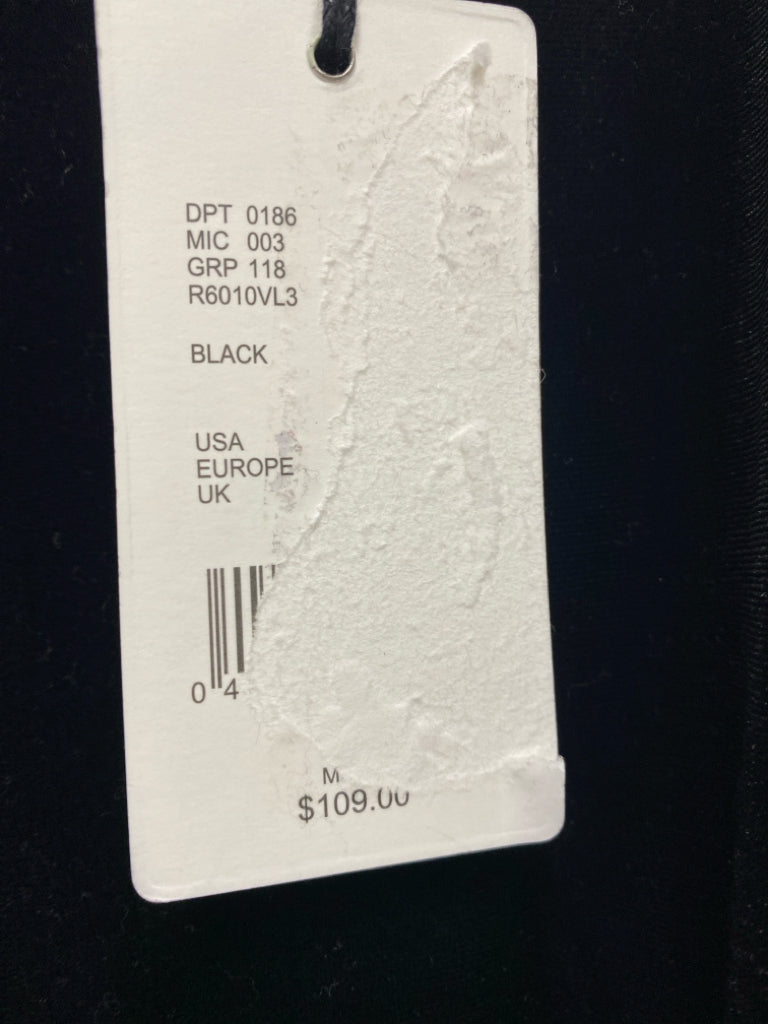 DPT 0186
MIC 003
GRP 118
R6010VL3
BLACK
USA
EUROPE
UK
0 4
M
$109.00